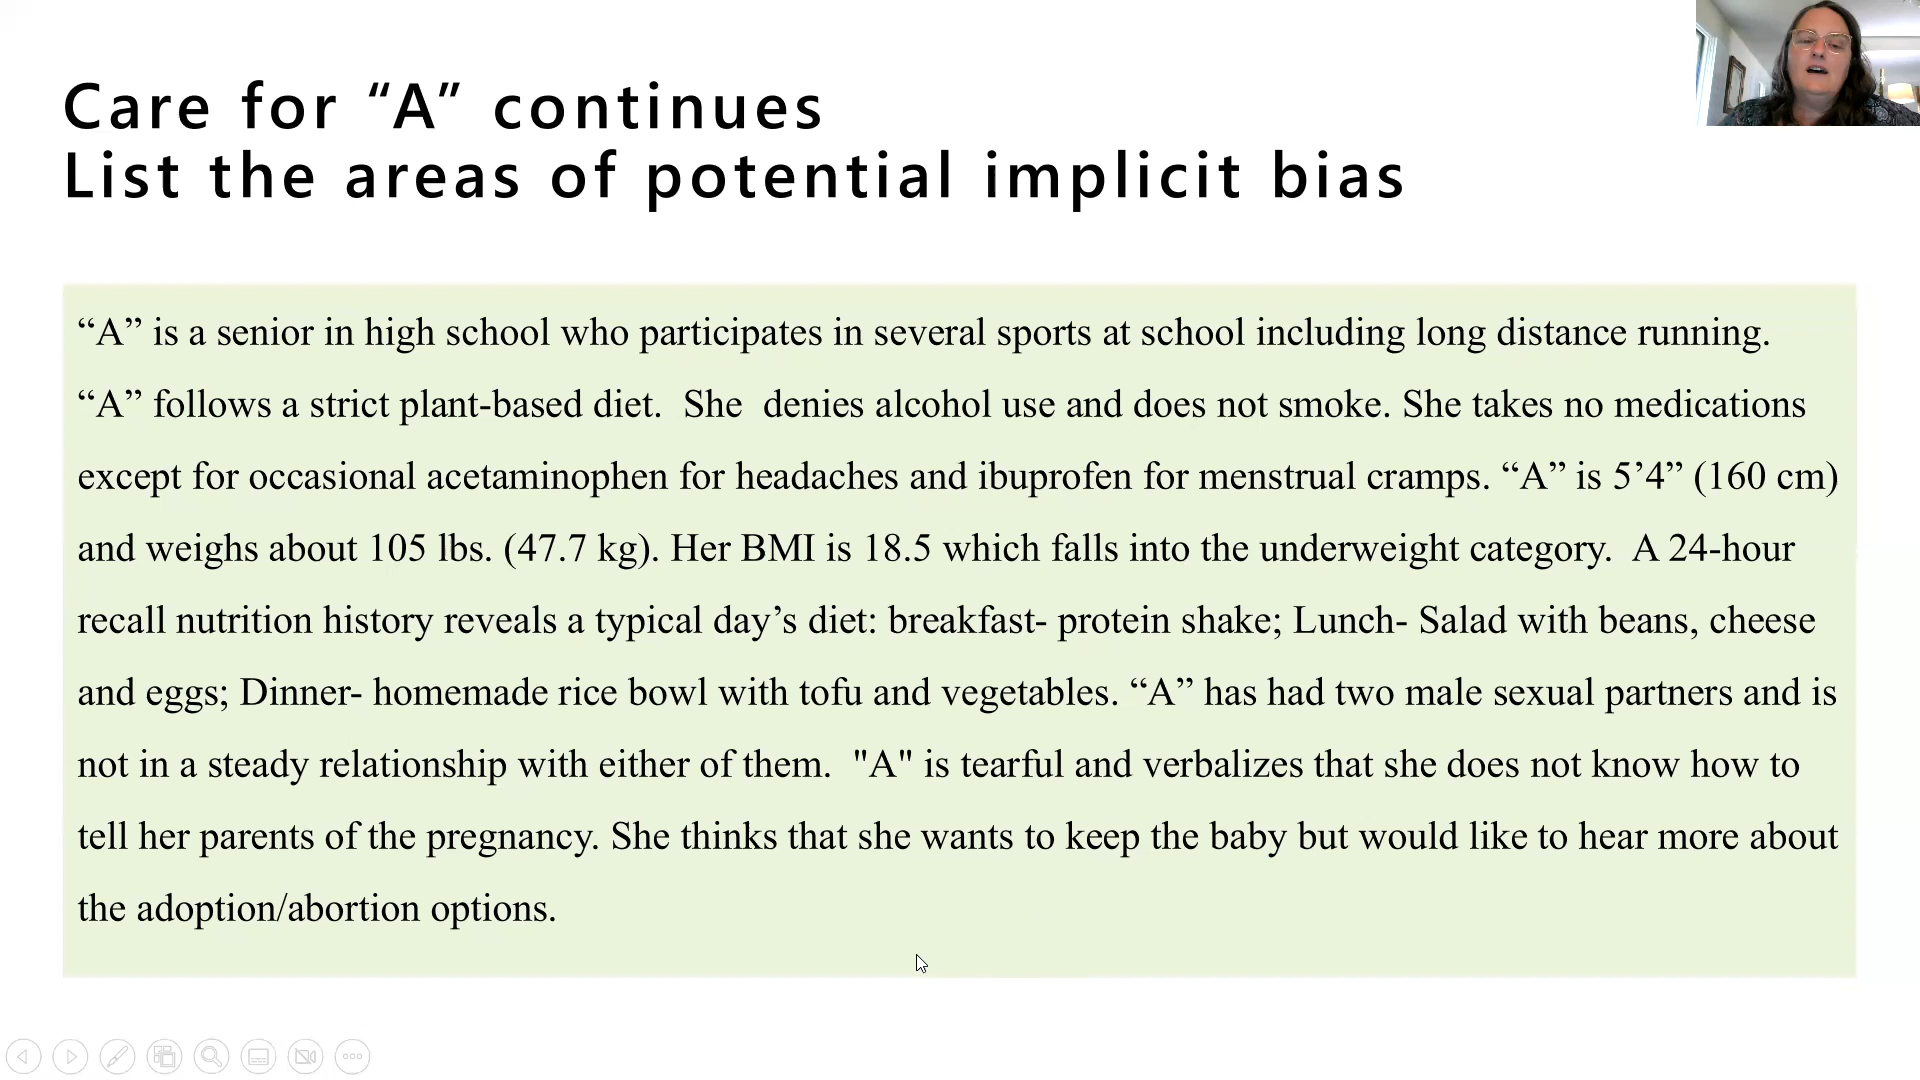 Care for “A” continues
List the areas of potential implicit bias
“A” is a senior in high school who participates in several sports at school including long distance running.
“A” follows a strict plant-based diet.  She  denies alcohol use and does not smoke. She takes no medications
except for occasional acetaminophen for headaches and ibuprofen for menstrual cramps. “A” is 5’4” (160 cm)
and weighs about 105 lbs. (47.7 kg). Her BMI is 18.5 which falls into the underweight category.  A 24-hour
recall nutrition history reveals a typical day’s diet: breakfast- protein shake; Lunch- Salad with beans, cheese
and eggs; Dinner- homemade rice bowl with tofu and vegetables. “A” has had two male sexual partners and is
not in a steady relationship with either of them.  "A" is tearful and verbalizes that she does not know how to
tell her parents of the pregnancy. She thinks that she wants to keep the baby but would like to hear more about
the adoption/abortion options.